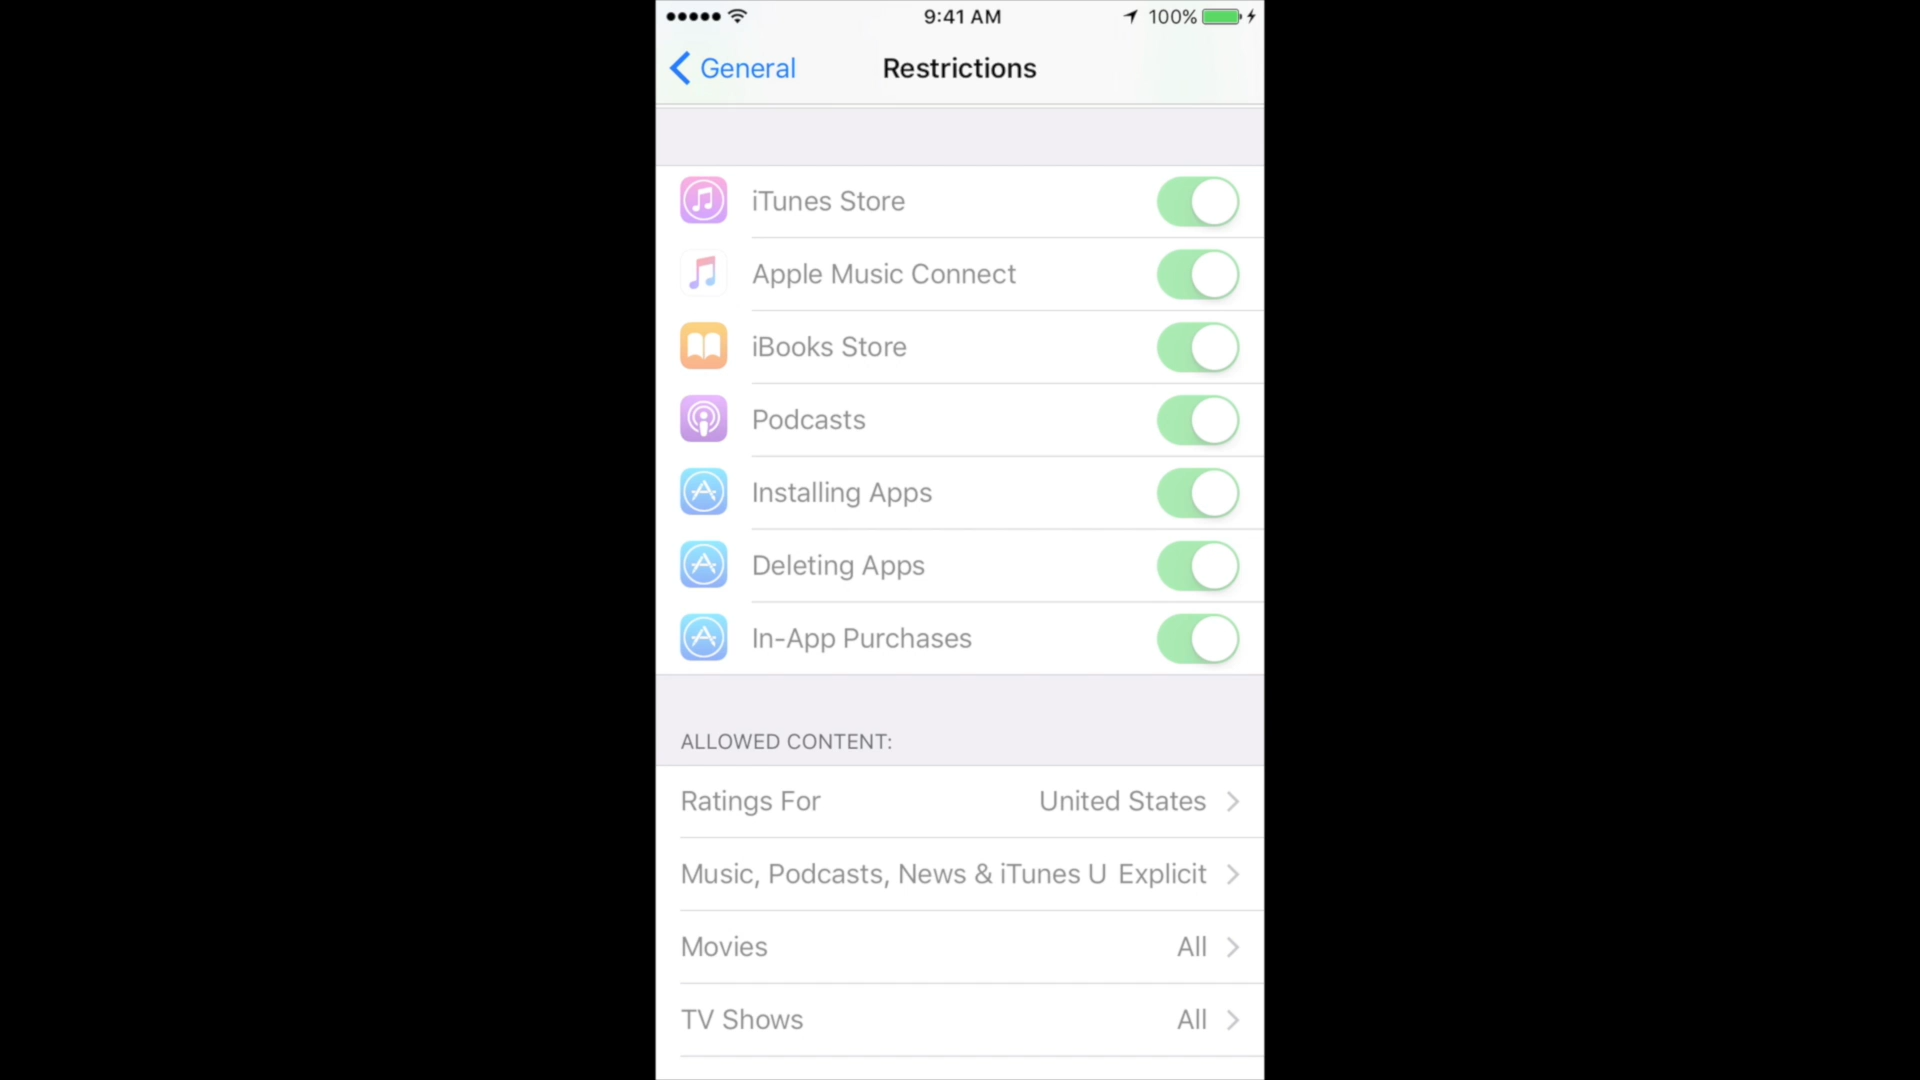 9:41 AM
100%
General
Restrictions
iTunes Store
Apple Music Connect
iBooks Store
Podcasts
Installing Apps
Deleting Apps
In-App Purchases
ALLOWED CONTENT:
Ratings For United States
Music, Podcasts, News & iTunes U Explicit
Movies All
TV Shows All